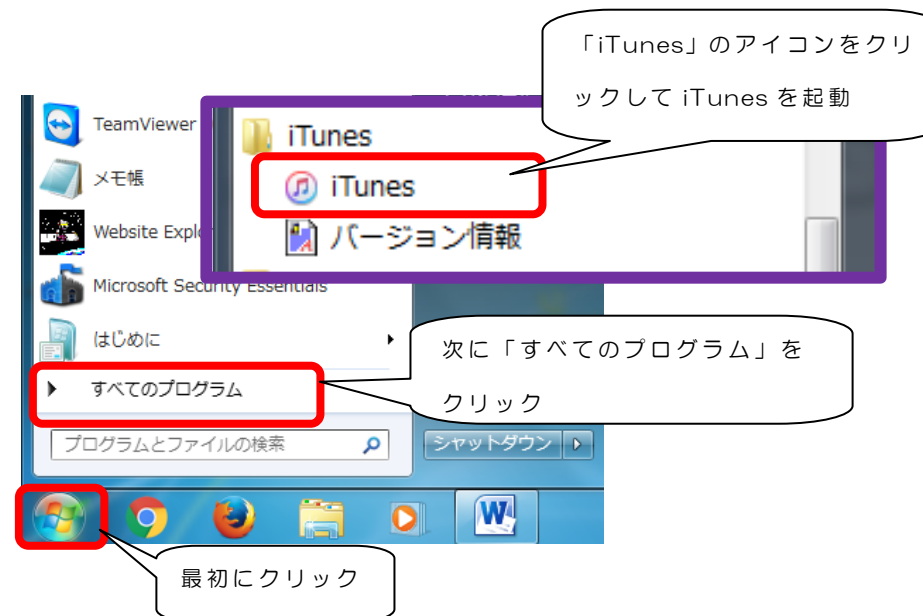 「iTunes」のアイコンをクリ
ックして iTunes を起動
TeamViewer
iTunes
メモ帳
iTunes
Website Explo
バージョン情報
Microsoft Security Essentials
はじめに
次に「すべてのプログラム」を
クリック
すべてのプログラム
プログラムとファイルの検索
シャットダウン
最初にクリック